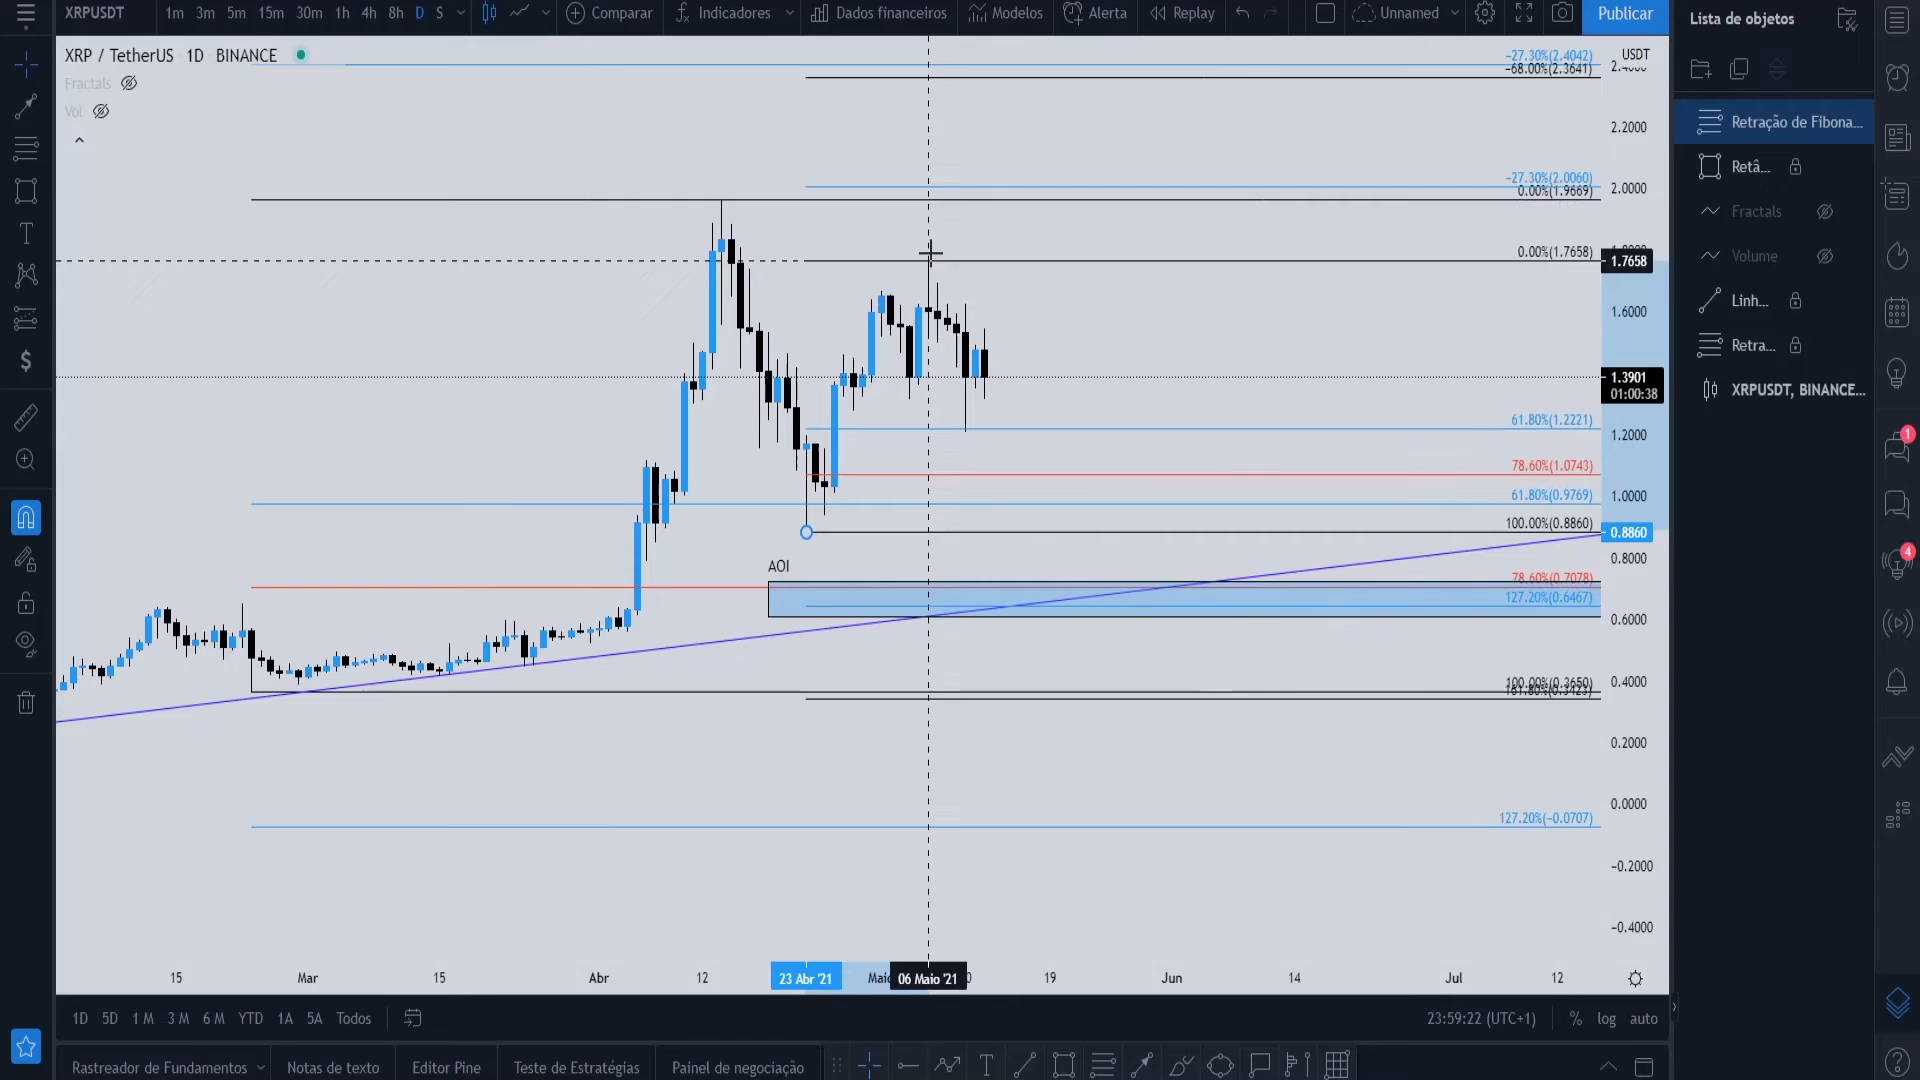 XRPUSDT 1m 3m 5m 15m 30m 1h 4h 8h D S Comparar Indicadores Dados financeiros Modelos Alerta Replay Unnamed Publicar
Lista de objetos
XRP / TetherUS 1D BINANCE
Fractals
Vol
USDT
-27.30%(2.4042)
-68.00%(2.3641)
2.2000
-27.30%(2.0060)
0.00%(1.9669)
2.0000
0.00%(1.7658)
1.7658
1.6000
1.3901
01:00:38
61.80%(1.2221)
1.2000
78.60%(1.0743)
61.80%(0.9769)
1.0000
100.00%(0.8860)
0.8860
AOI
0.8000
78.60%(0.7078)
127.20%(0.6467)
0.6000
100.00%(0.3650)
161.80%(0.3423)
0.4000
0.2000
0.0000
127.20%(-0.0707)
-0.2000
-0.4000
15 Mar 15 Abr 12 23 Abr '21 Maio 06 Maio '21 19 Jun 14 Jul 12
Retração de Fibona...
Retâ...
Fractals
Volume
Linh...
Retra...
XRPUSDT, BINANCE...
1
4
1D 5D 1 M 3 M 6 M YTD 1A 5A Todos 23:59:22 (UTC+1) % log auto
Rastreador de Fundamentos Notas de texto Editor Pine Teste de Estratégias Painel de negociação